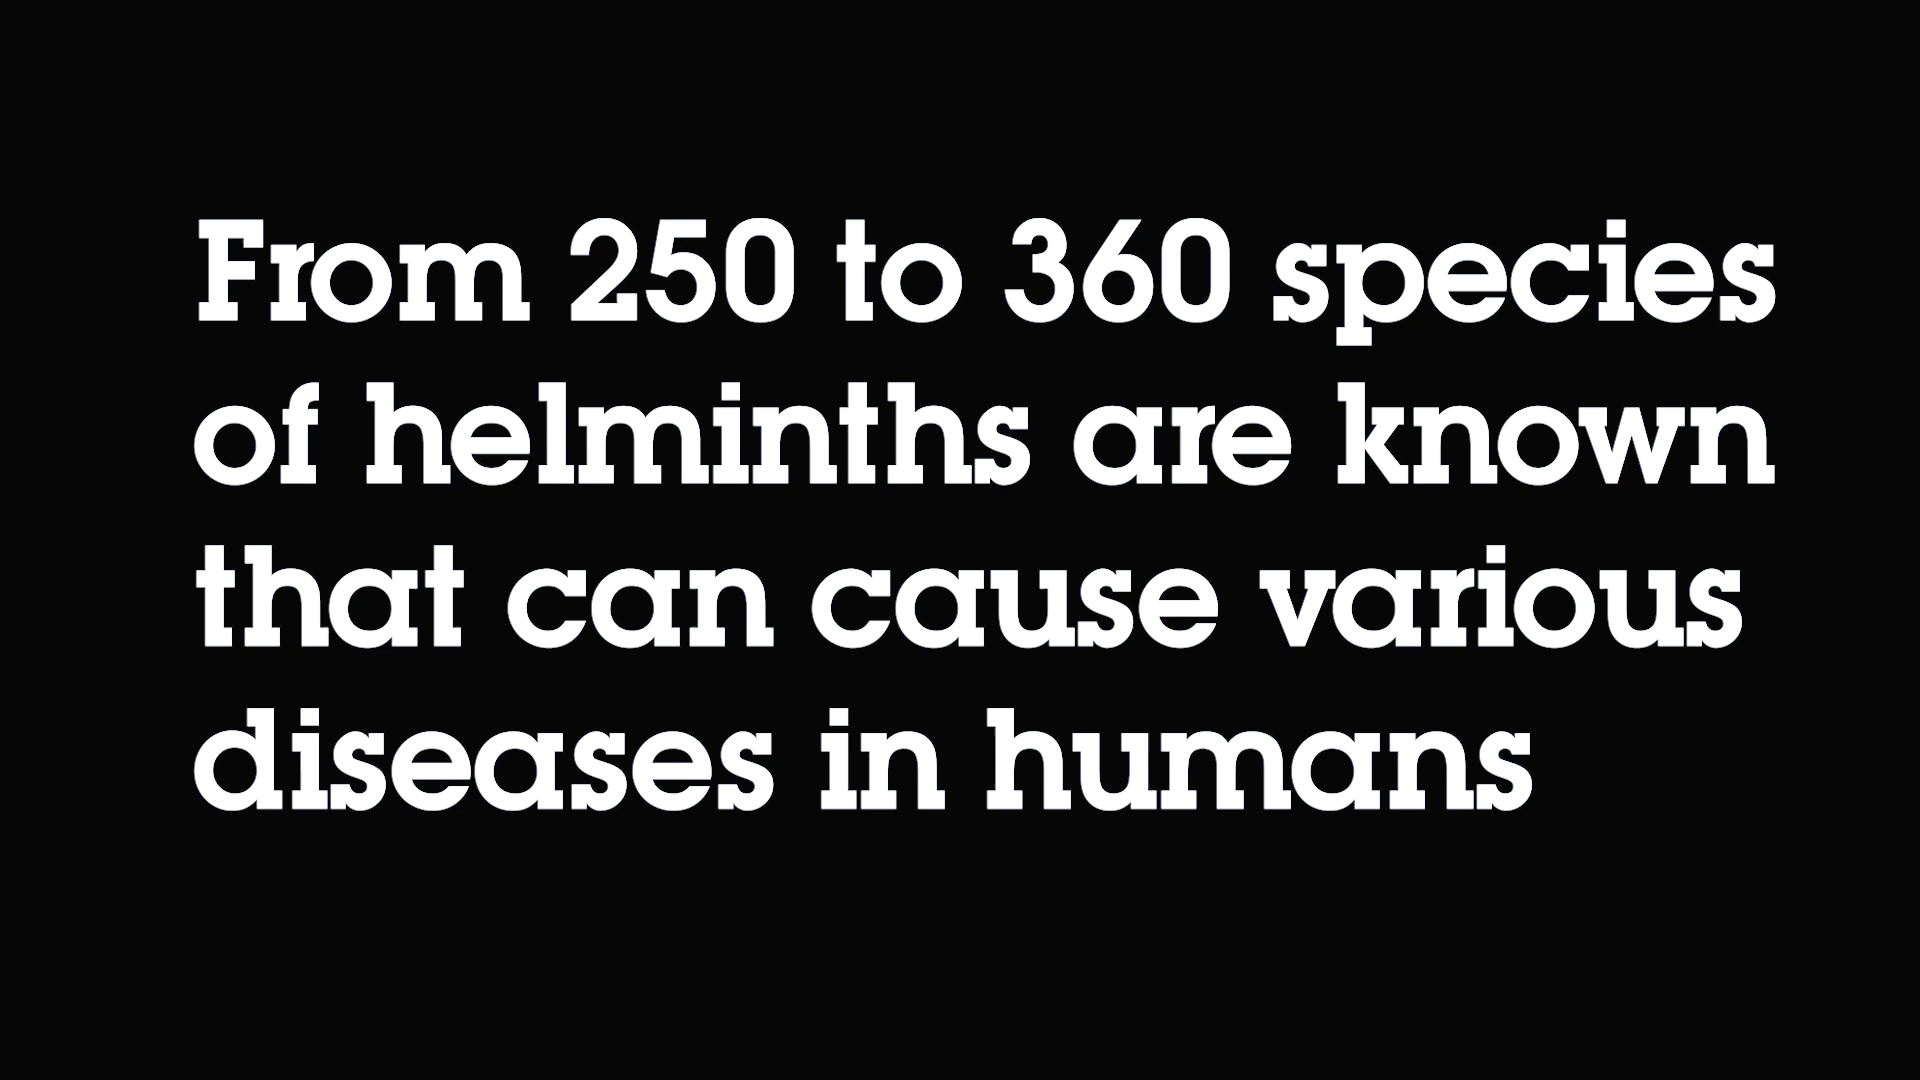 From 250 to 360 species
of helminths are known
that can cause various
diseases in humans